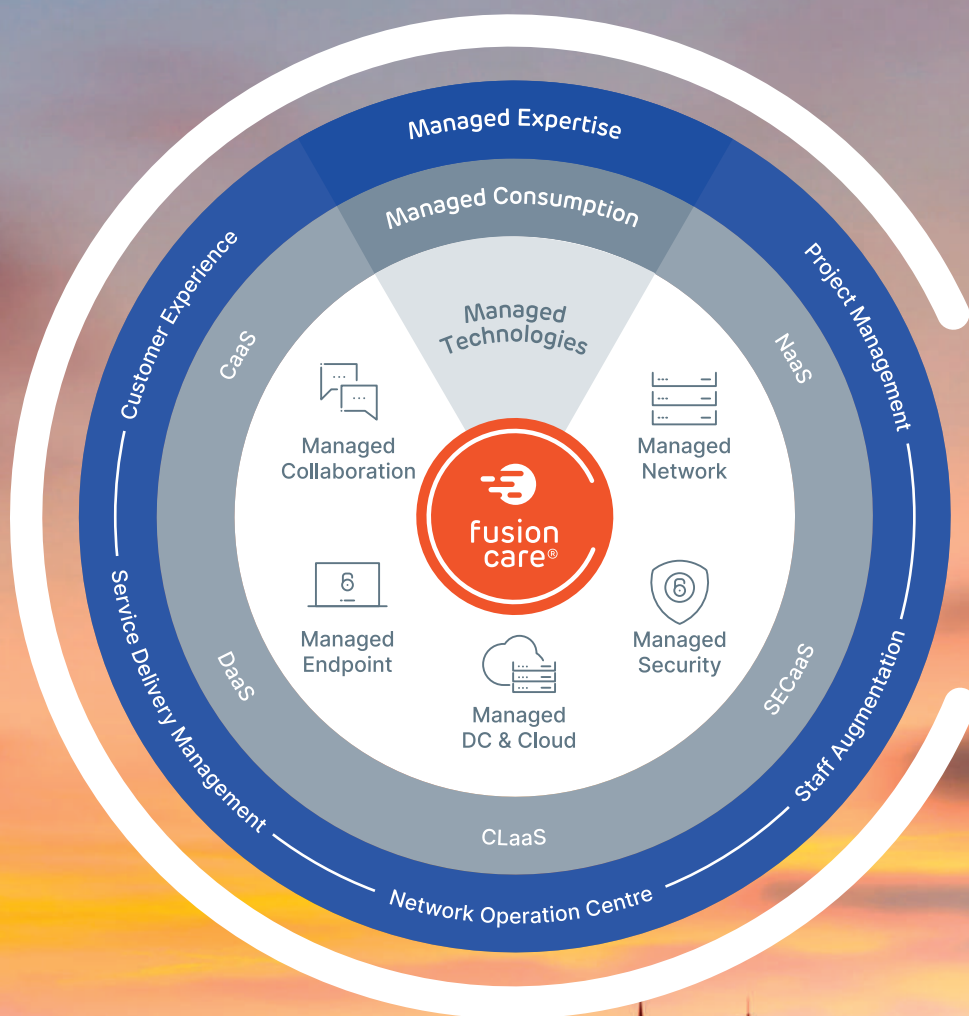 Managed Expertise
Managed Consumption
Managed
Technologies
Customer Experience
Project Management
CaaS
NaaS
Managed
Collaboration
Managed
Network
fusion
care®
Managed
Endpoint
Managed
Security
Managed
DC & Cloud
DaaS
SECaaS
CLaaS
Service Delivery Management
Staff Augmentation
Network Operation Centre